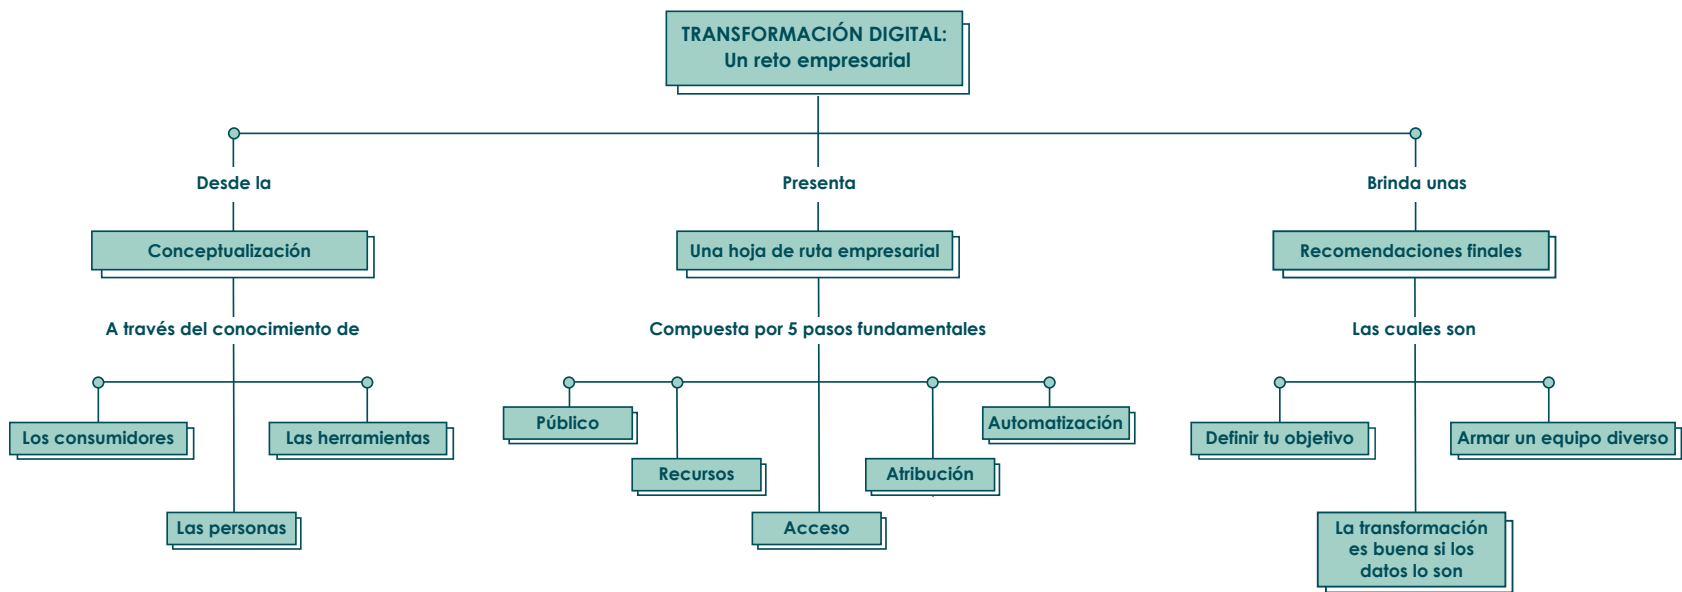 TRANSFORMACIÓN DIGITAL:
Un reto empresarial
Desde la
Presenta
Brinda unas
Conceptualización
Una hoja de ruta empresarial
Recomendaciones finales
A través del conocimiento de
Compuesta por 5 pasos fundamentales
Las cuales son
Los consumidores
Las herramientas
Las personas
Público
Recursos
Acceso
Atribución
Automatización
Definir tu objetivo
Armar un equipo diverso
La transformación
es buena si los
datos lo son